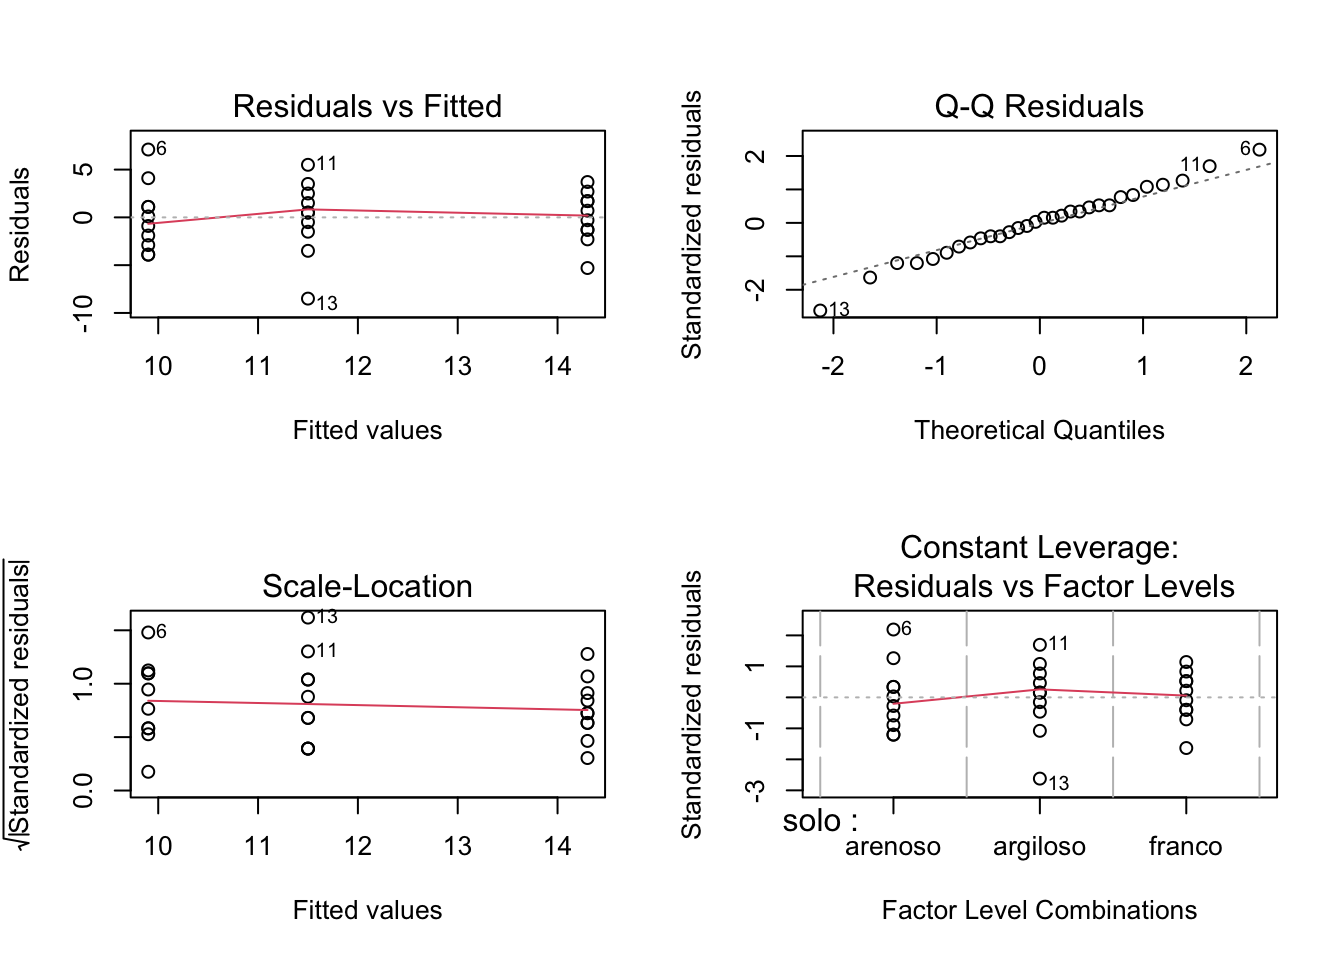 Residuals vs Fitted
Residuals
5
0
-10
6
11
13
10 11 12 13 14
Fitted values
Q-Q Residuals
Standardized residuals
2
0
-2
6
11
13
-2 -1 0 1 2
Theoretical Quantiles
Scale-Location
√|Standardized residuals|
1.0
0.0
6
13
11
10 11 12 13 14
Fitted values
Constant Leverage:
Residuals vs Factor Levels
Standardized residuals
1
-1
-3
6
11
13
solo :
arenoso argiloso franco
Factor Level Combinations